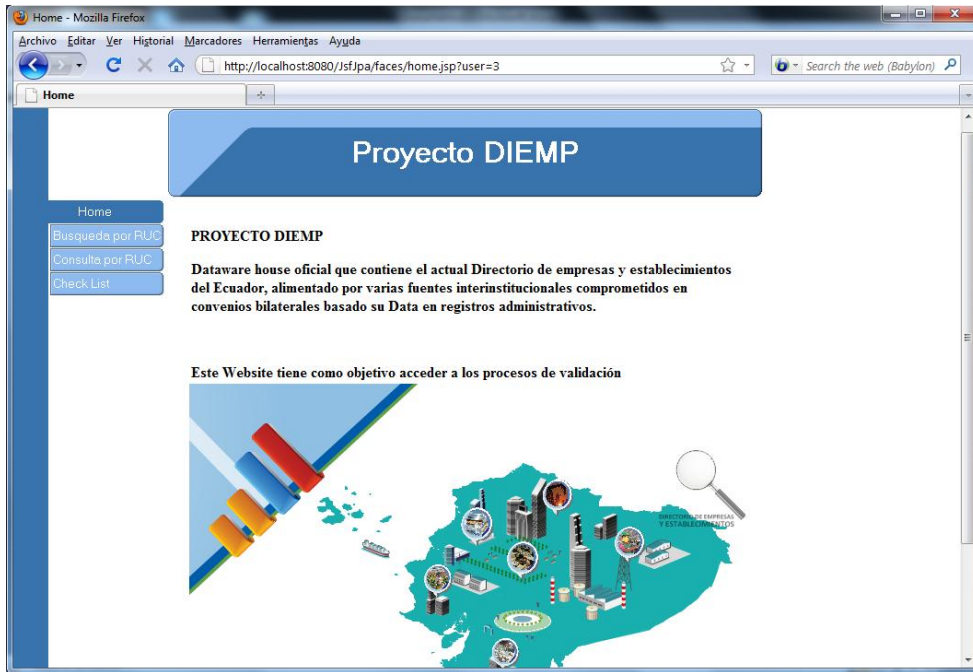 Home - Mozilla Firefox
Archivo Editar Ver Historial Marcadores Herramientas Ayuda
http://localhost:8080/JsfJpa/faces/home.jsp?user=3
Search the web (Babylon)
Home
Proyecto DIEMP
Home
Busqueda por RUC
Consulta por RUC
Check List
PROYECTO DIEMP
Dataware house oficial que contiene el actual Directorio de empresas y establecimientos
del Ecuador, alimentado por varias fuentes interinstitucionales comprometidos en
convenios bilaterales basado su Data en registros administrativos.
Este Website tiene como objetivo acceder a los procesos de validación
DIRECTORIO DE EMPRESAS
Y ESTABLECIMIENTOS